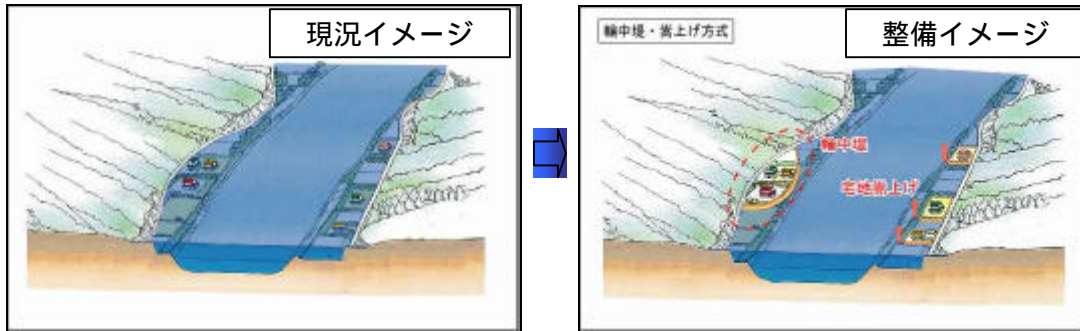 現況イメージ
整備イメージ
輪中堤・嵩上げ方式
輪中堤
宅地嵩上げ